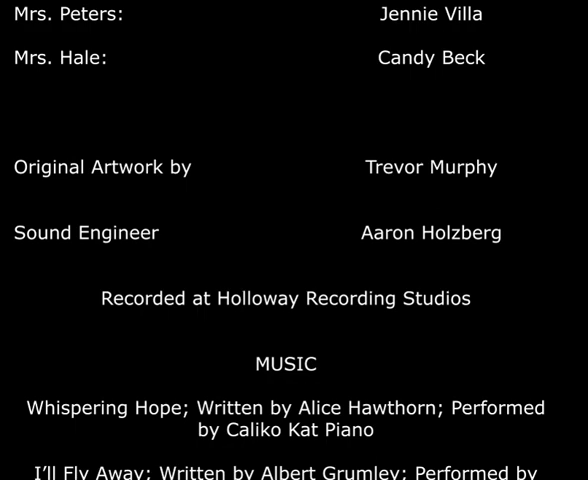 Mrs. Peters: Jennie Villa
Mrs. Hale: Candy Beck
Original Artwork by Trevor Murphy
Sound Engineer Aaron Holzberg
Recorded at Holloway Recording Studios
MUSIC
Whispering Hope; Written by Alice Hawthorn; Performed
by Caliko Kat Piano
I’ll Fly Away; Written by Albert Grumley; Performed by